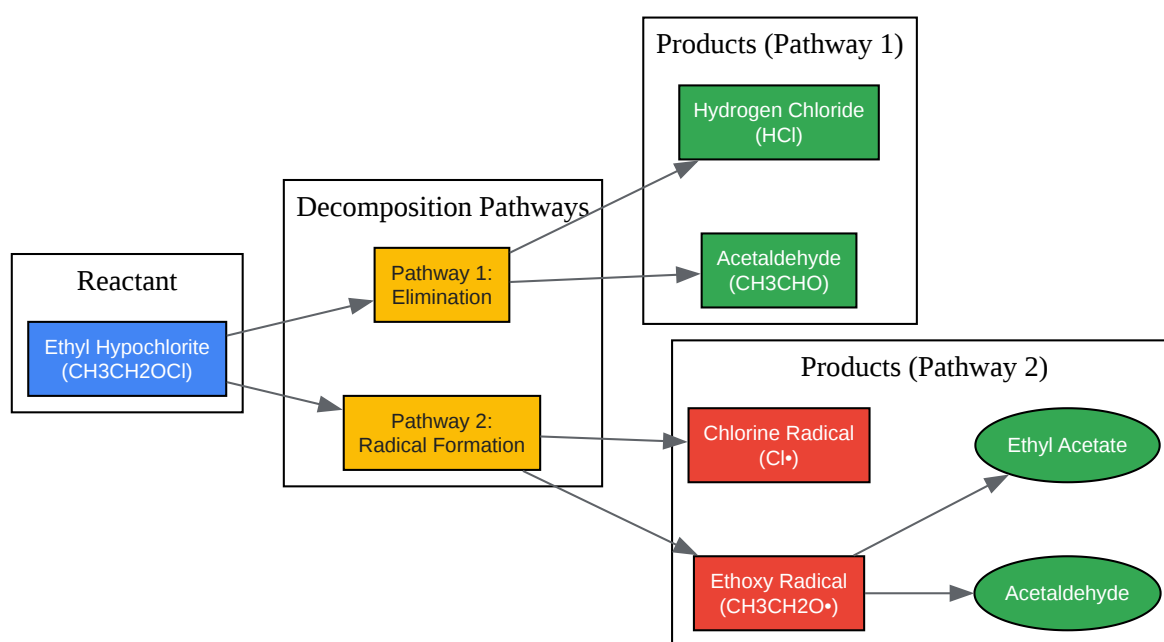 Reactant
Ethyl Hypochlorite
(CH3CH2OCl)
Decomposition Pathways
Pathway 1:
Elimination
Pathway 2:
Radical Formation
Products (Pathway 1)
Hydrogen Chloride
(HCl)
Acetaldehyde
(CH3CHO)
Products (Pathway 2)
Chlorine Radical
(Cl•)
Ethyl Acetate
Ethoxy Radical
(CH3CH2O•)
Acetaldehyde